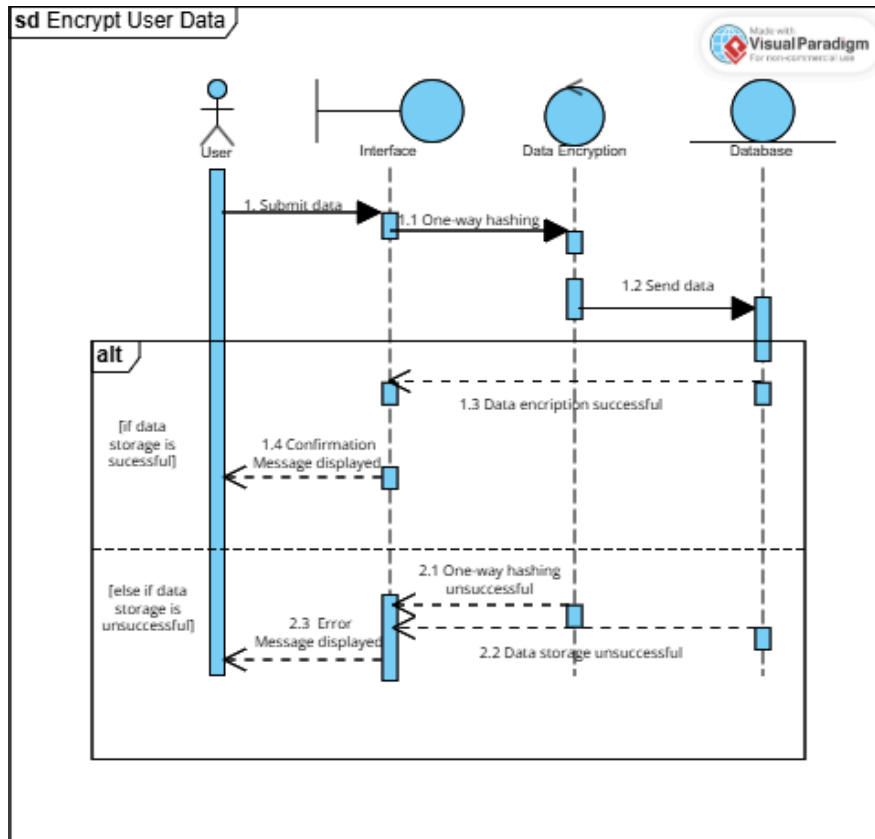 sd Encrypt User Data
Made with
Visual Paradigm
For non-commercial use
User
Interface
Data Encryption
Database
1. Submit data
1.1 One-way hashing
1.2 Send data
alt
1.3 Data encription successful
[if data
storage is
sucessful]
1.4 Confirmation
Message displayed
[else if data
storage is
unsuccessful]
2.1 One-way hashing
unsuccessful
2.3 Error
Message displayed
2.2 Data storage unsuccessful